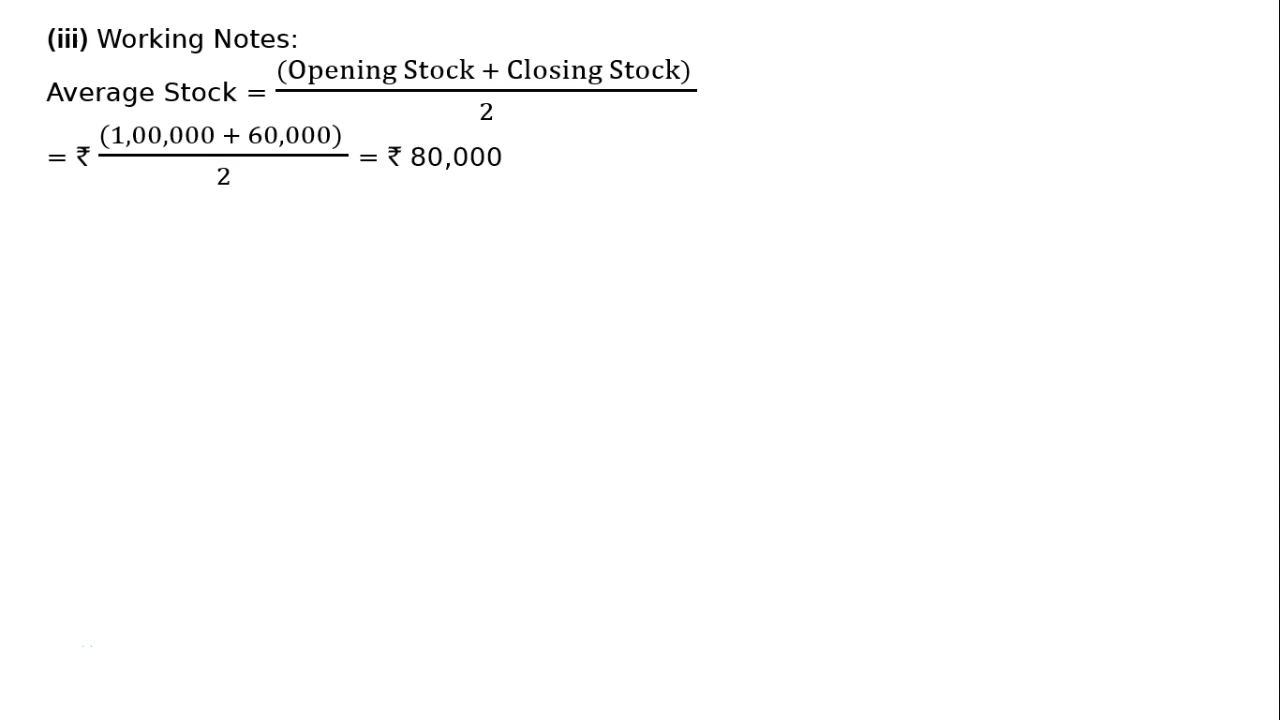 (iii) Working Notes:
Average Stock = (Opening Stock + Closing Stock) / 2
= ₹ (1,00,000 + 60,000) / 2 = ₹ 80,000